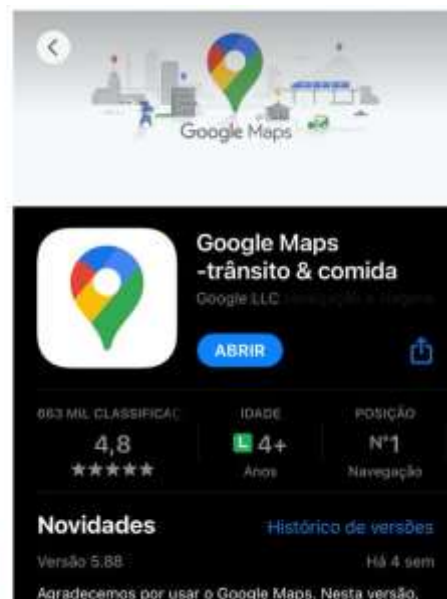 Google Maps
Google Maps
-trânsito & comida
Google LLC
ABRIR
663 MIL CLASSIFICAÇ
IDADE
POSIÇÃO
4,8
L 4+
N°1
Anos
Navegação
Novidades
Histórico de versões
Versão 5.88
Há 4 sem
Agradecemos por usar o Google Maps. Nesta versão,